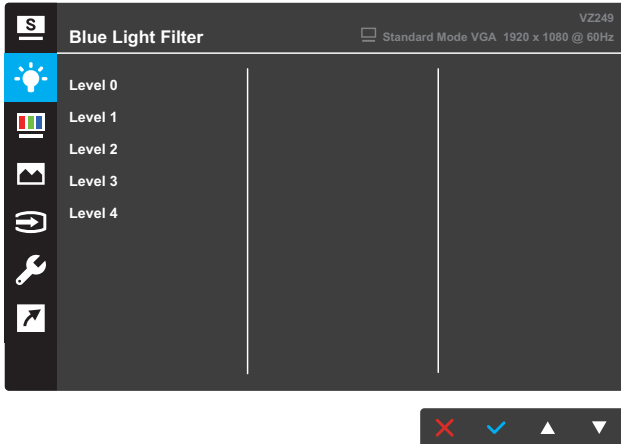 S
VZ249
Blue Light Filter
Standard Mode VGA 1920 x 1080 @ 60Hz
Level 0
Level 1
Level 2
Level 3
Level 4